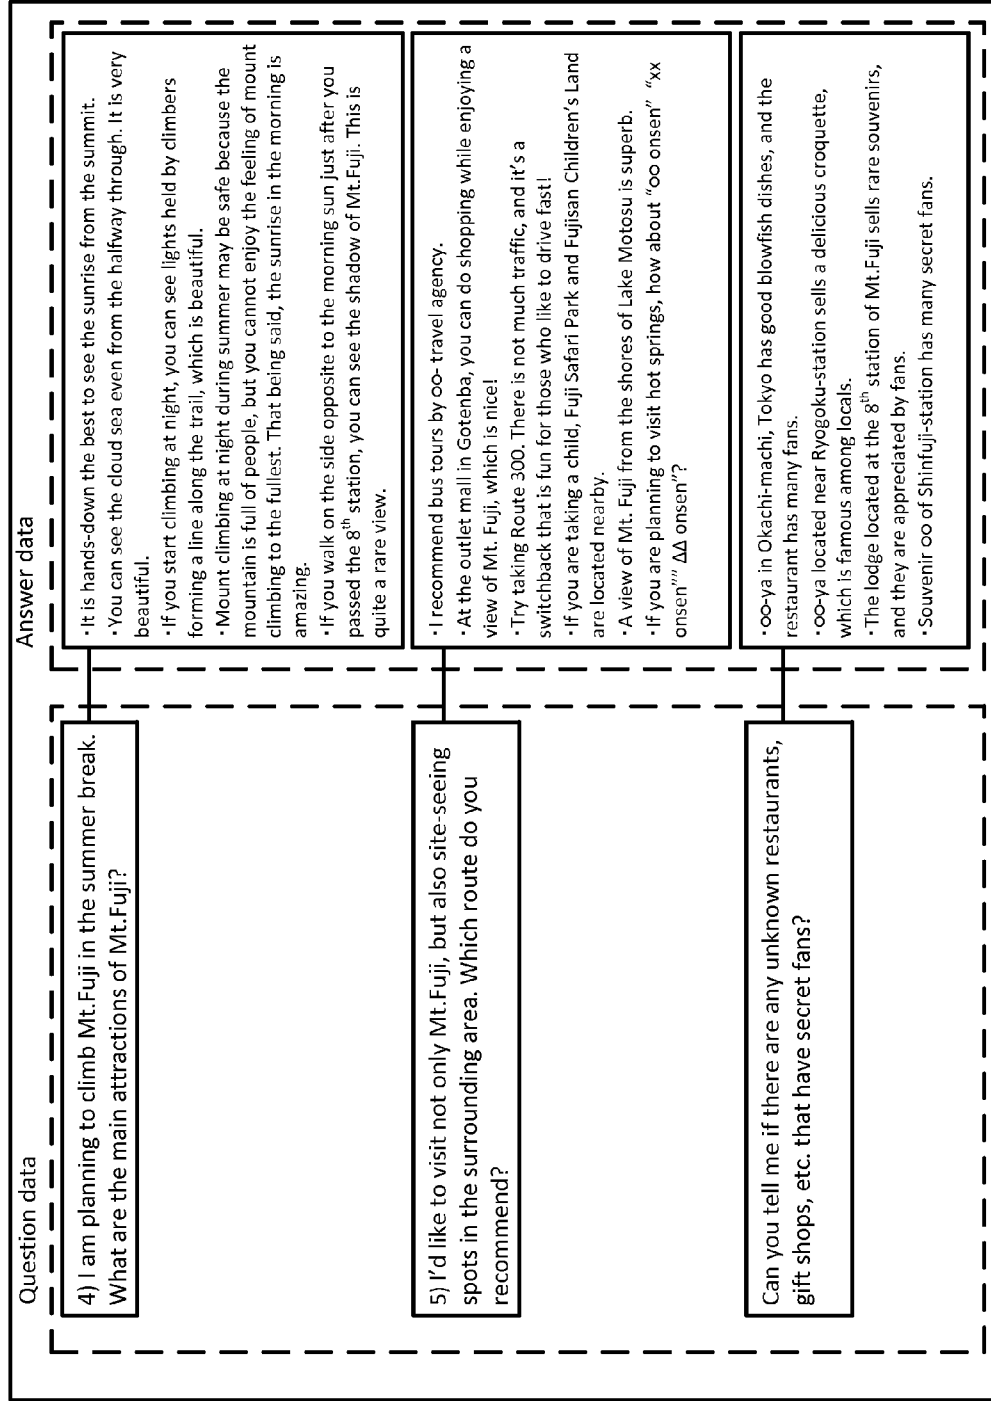 Question data
Answer data
4) I am planning to climb Mt.Fuji in the summer break.
What are the main attractions of Mt.Fuji?
・It is hands-down the best to see the sunrise from the summit.
・You can see the cloud sea even from the halfway through. It is very
beautiful.
・If you start climbing at night, you can see lights held by climbers
forming a line along the trail, which is beautiful.
・Mount climbing at night during summer may be safe because the
mountain is full of people, but you cannot enjoy the feeling of mount
climbing to the fullest. That being said, the sunrise in the morning is
amazing.
・If you walk on the side opposite to the morning sun just after you
passed the 8th station, you can see the shadow of Mt.Fuji. This is
quite a rare view.
5) I'd like to visit not only Mt.Fuji, but also site-seeing
spots in the surrounding area. Which route do you
recommend?
・I recommend bus tours by oo- travel agency.
・At the outlet mall in Gotenba, you can do shopping while enjoying a
view of Mt. Fuji, which is nice!
・Try taking Route 300. There is not much traffic, and it's a
switchback that is fun for those who like to drive fast!
・If you are taking a child, Fuji Safari Park and Fujisan Children's Land
are located nearby.
・A view of Mt. Fuji from the shores of Lake Motosu is superb.
・If you are planning to visit hot springs, how about "oo onsen" "xx
onsen"" ΔΔ onsen"?
Can you tell me if there are any unknown restaurants,
gift shops, etc. that have secret fans?
・oo-ya in Okachi-machi, Tokyo has good blowfish dishes, and the
restaurant has many fans.
・oo-ya located near Ryogoku-station sells a delicious croquette,
which is famous among locals.
・The lodge located at the 8th station of Mt.Fuji sells rare souvenirs,
and they are appreciated by fans.
・Souvenir oo of Shinfuji-station has many secret fans.